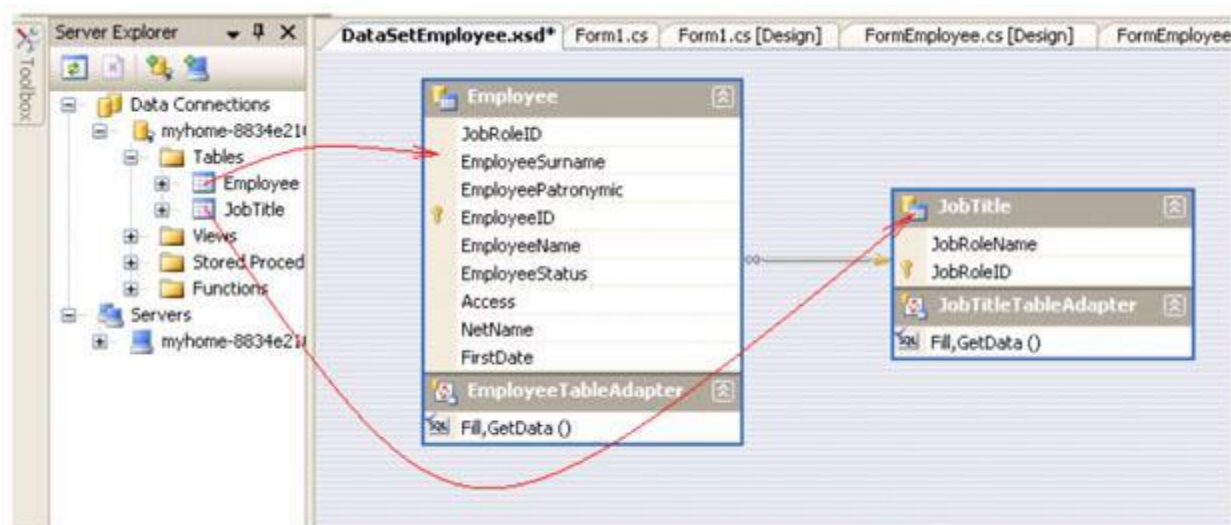 Toolbox
Server Explorer
DataSetEmployee.xsd* Form1.cs Form1.cs [Design] FormEmployee.cs [Design] FormEmployee
Data Connections
myhome-8834e21
Tables
Employee
JobTitle
Views
Stored Proced
Functions
Servers
myhome-8834e21
Employee
JobRoleID
EmployeeSurname
EmployeePatronymic
EmployeeID
EmployeeName
EmployeeStatus
Access
NetName
FirstDate
EmployeeTableAdapter
SQL Fill,GetData ()
JobTitle
JobRoleName
JobRoleID
JobTitleTableAdapter
SQL Fill,GetData ()